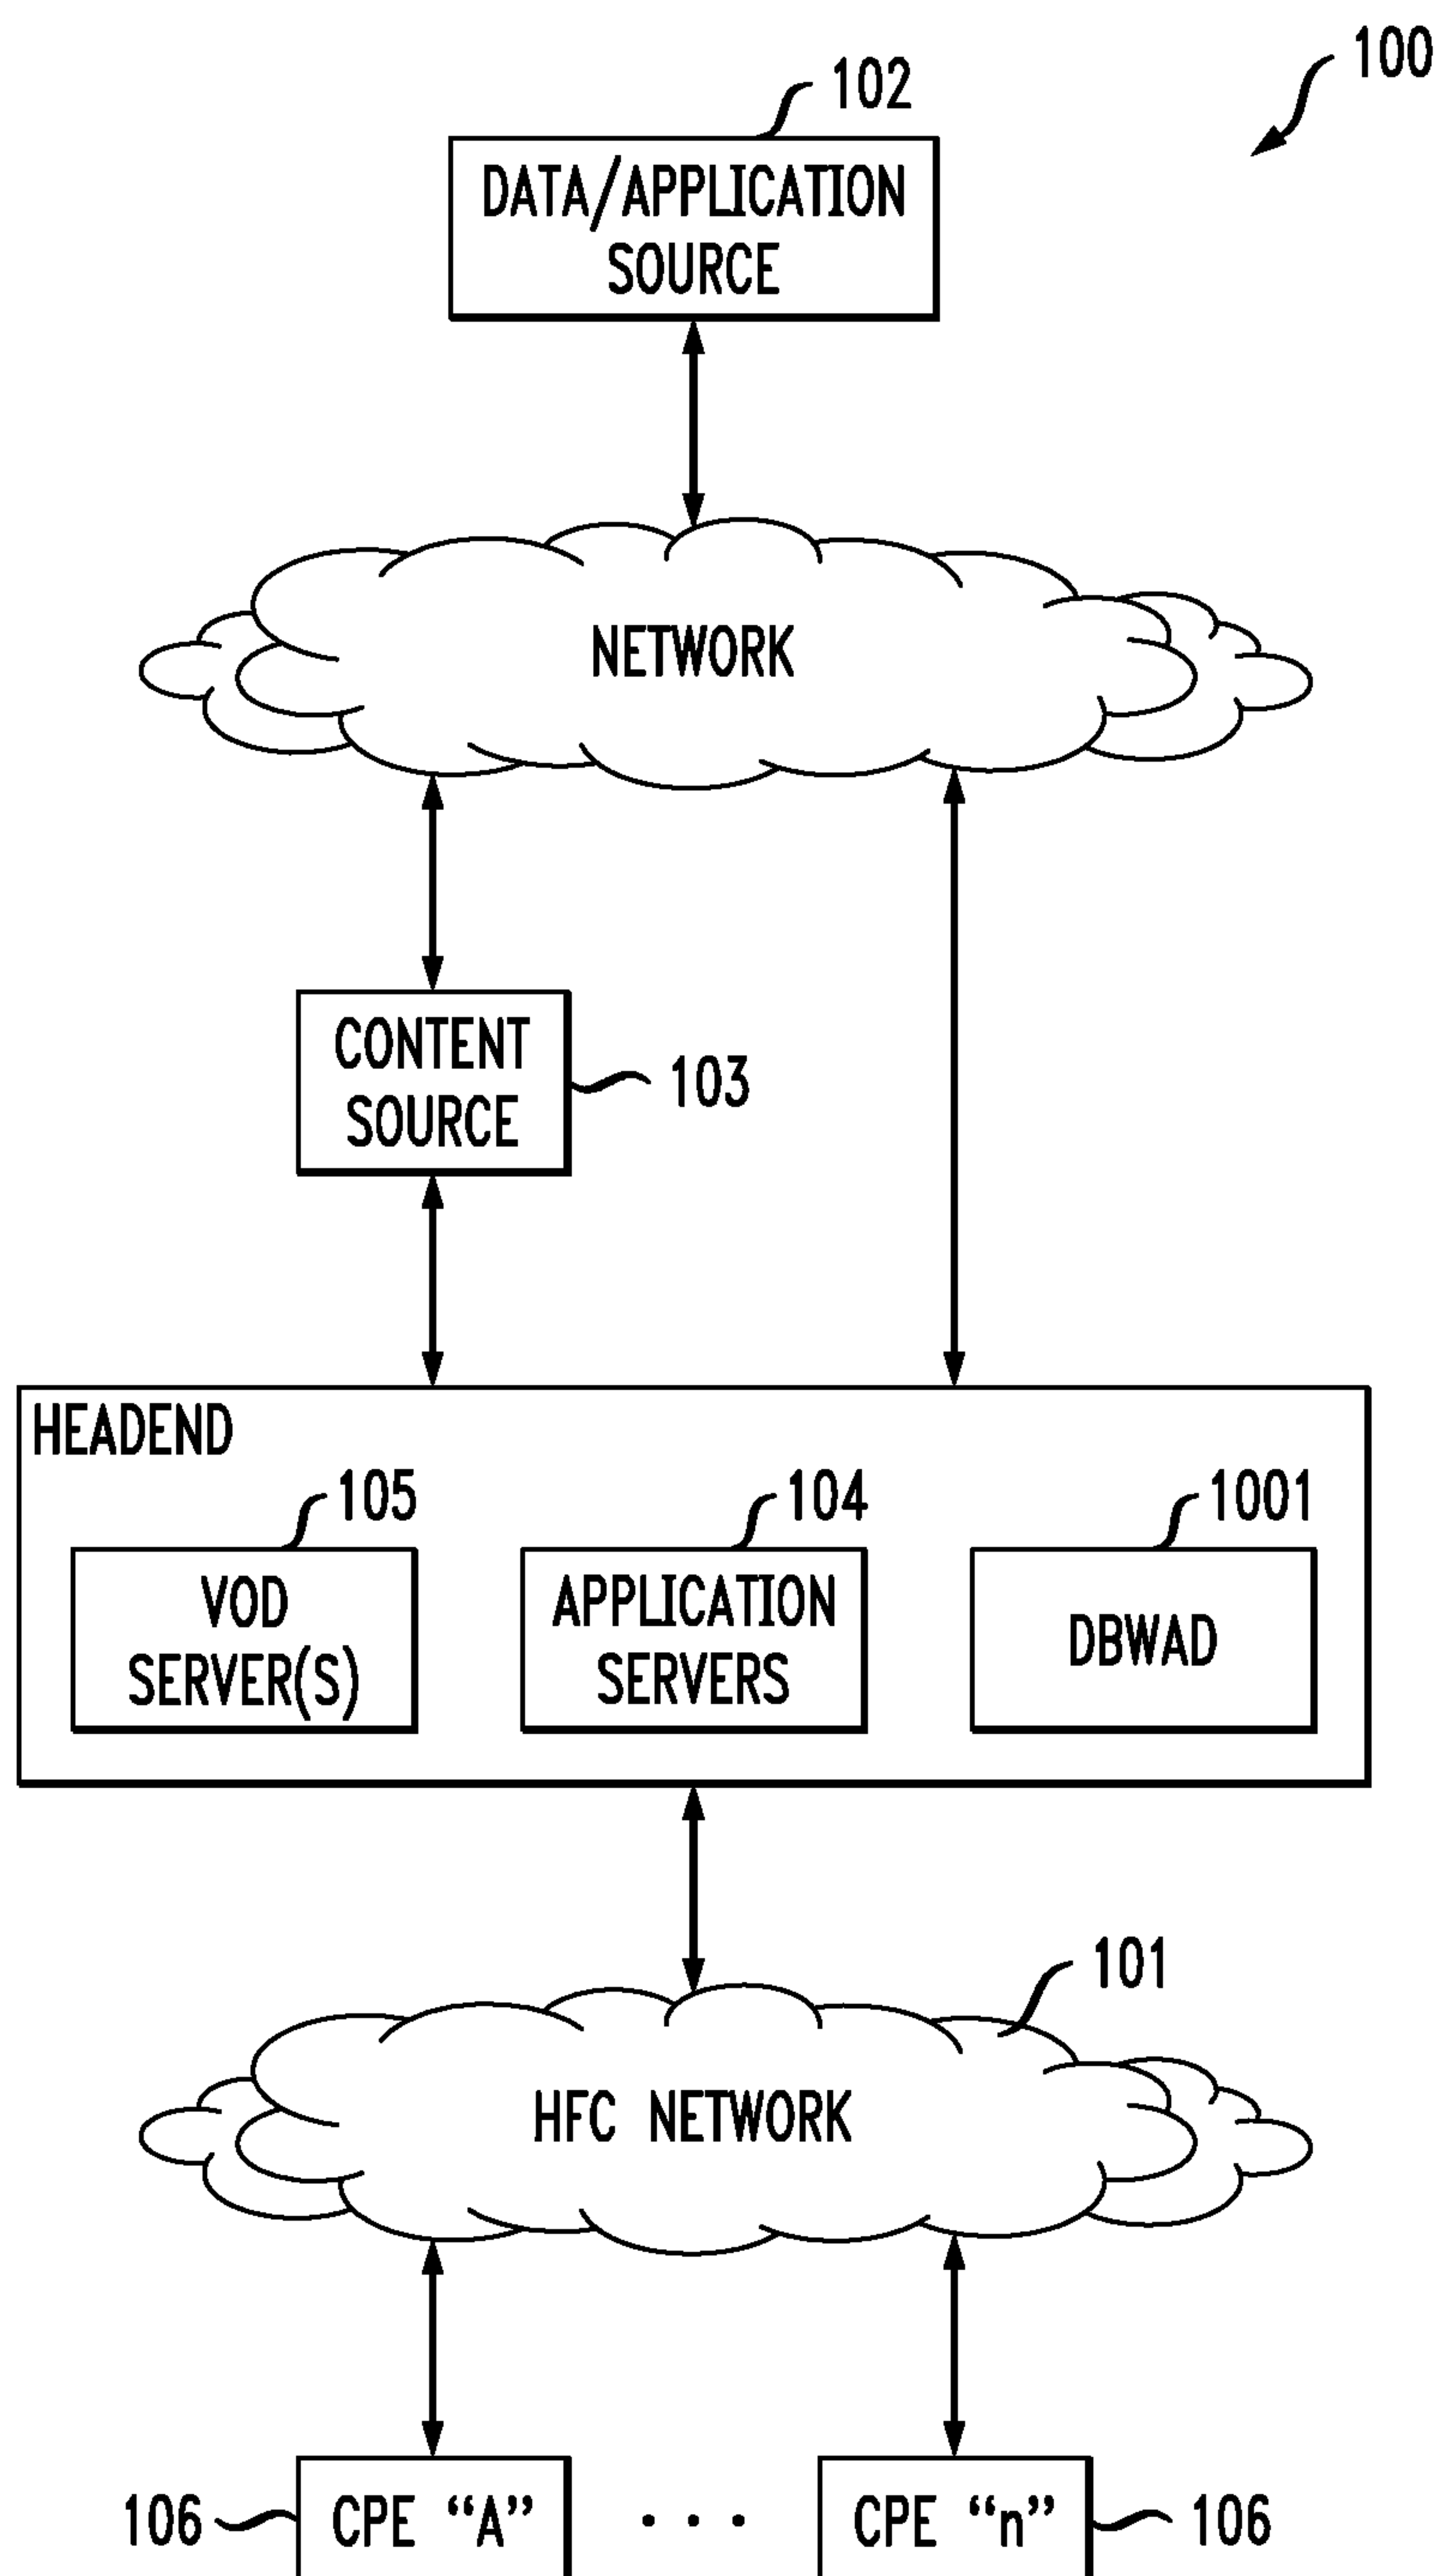 100
102
DATA/APPLICATION
SOURCE
NETWORK
CONTENT
SOURCE
103
HEADEND
105
104
1001
VOD
SERVER(S)
APPLICATION
SERVERS
DBWAD
101
HFC NETWORK
106
CPE “A”
. . .
CPE “n”
106